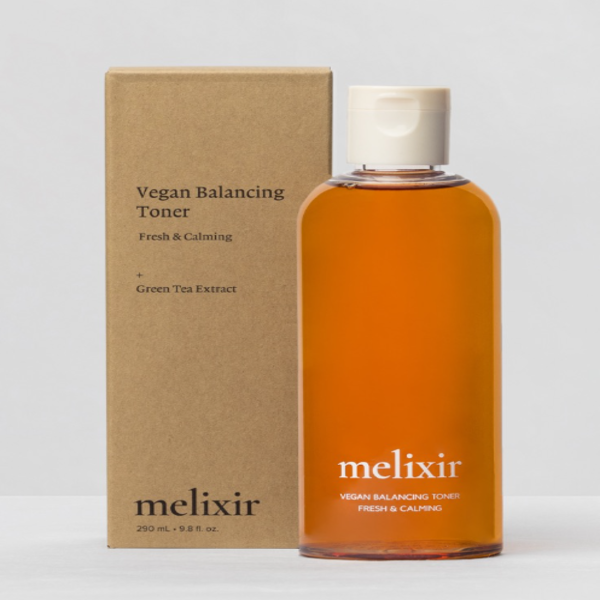 Vegan Balancing
Toner
Fresh & Calming
+
Green Tea Extract
melixir
290 mL • 9.8 fl. oz.
melixir
VEGAN BALANCING TONER
FRESH & CALMING